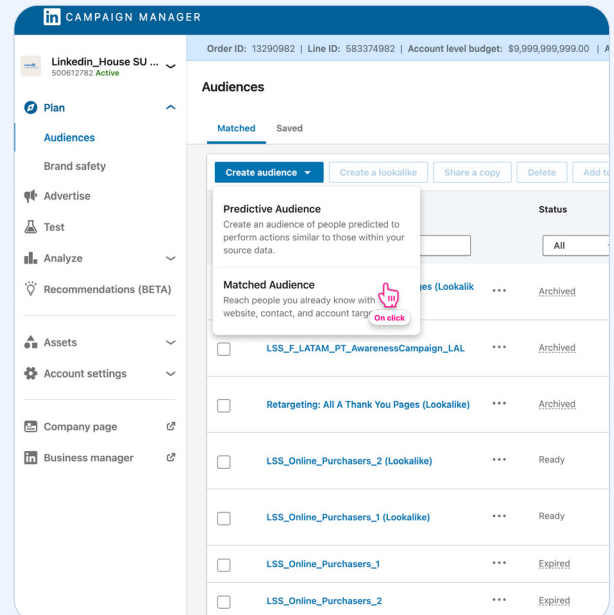 in CAMPAIGN MANAGER
Linkedin_House SU ...
500612782 Active
Plan
Audiences
Brand safety
Advertise
Test
Analyze
Recommendations (BETA)
Assets
Account settings
Company page
Business manager
Order ID: 13290982 | Line ID: 583374982 | Account level budget: $9,999,999,999.00 | A
Audiences
Matched Saved
Create audience Create a lookalike Share a copy Delete Add to
Predictive Audience
Create an audience of people predicted to
perform actions similar to those within your
source data.
Matched Audience
Reach people you already know with
website, contact, and account targ
On click
Status
All
ges (Lookalik ... Archived
LSS_F_LATAM_PT_AwarenessCampaign_LAL ... Archived
Retargeting: All A Thank You Pages (Lookalike) ... Archived
LSS_Online_Purchasers_2 (Lookalike) ... Ready
LSS_Online_Purchasers_1 (Lookalike) ... Ready
LSS_Online_Purchasers_1 ... Expired
LSS_Online_Purchasers_2 ... Expired